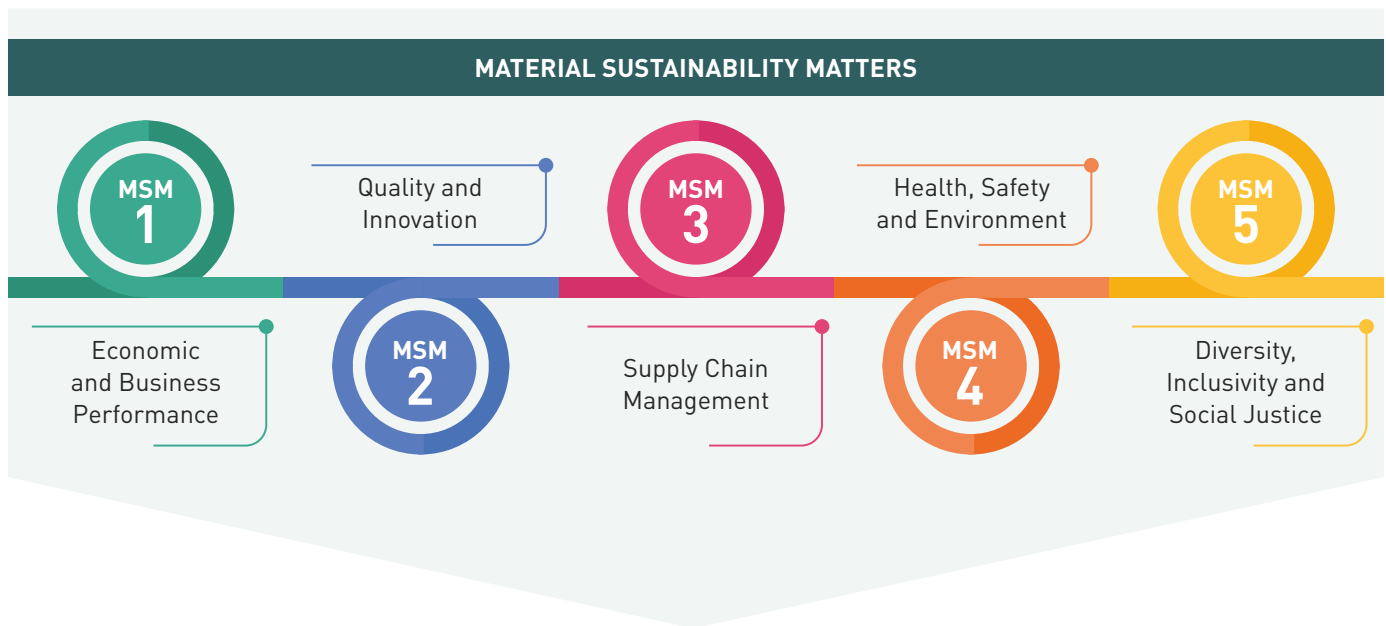 MATERIAL SUSTAINABILITY MATTERS
MSM
1
Economic
and Business
Performance
Quality and
Innovation
MSM
2
MSM
3
Supply Chain
Management
Health, Safety
and Environment
MSM
4
MSM
5
Diversity,
Inclusivity and
Social Justice